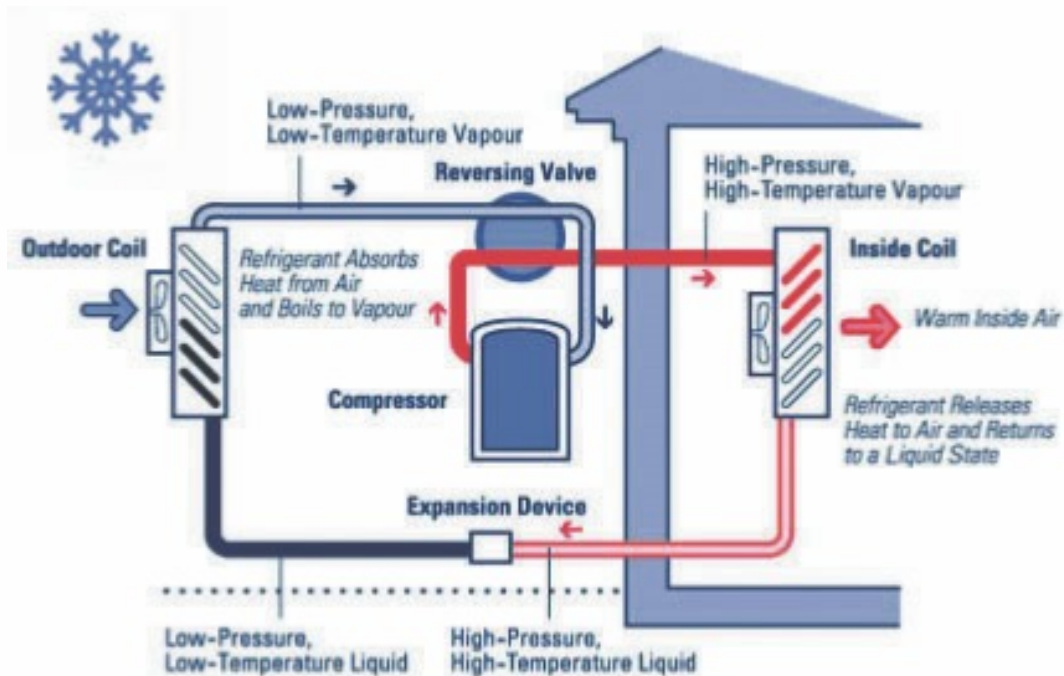 Low-Pressure,
Low-Temperature Vapour
Reversing Valve
High-Pressure,
High-Temperature Vapour
Outdoor Coil
Refrigerant Absorbs
Heat from Air
and Boils to Vapour
Inside Coil
Warm Inside Air
Compressor
Refrigerant Releases
Heat to Air and Returns
to a Liquid State
Expansion Device
Low-Pressure,
Low-Temperature Liquid
High-Pressure,
High-Temperature Liquid